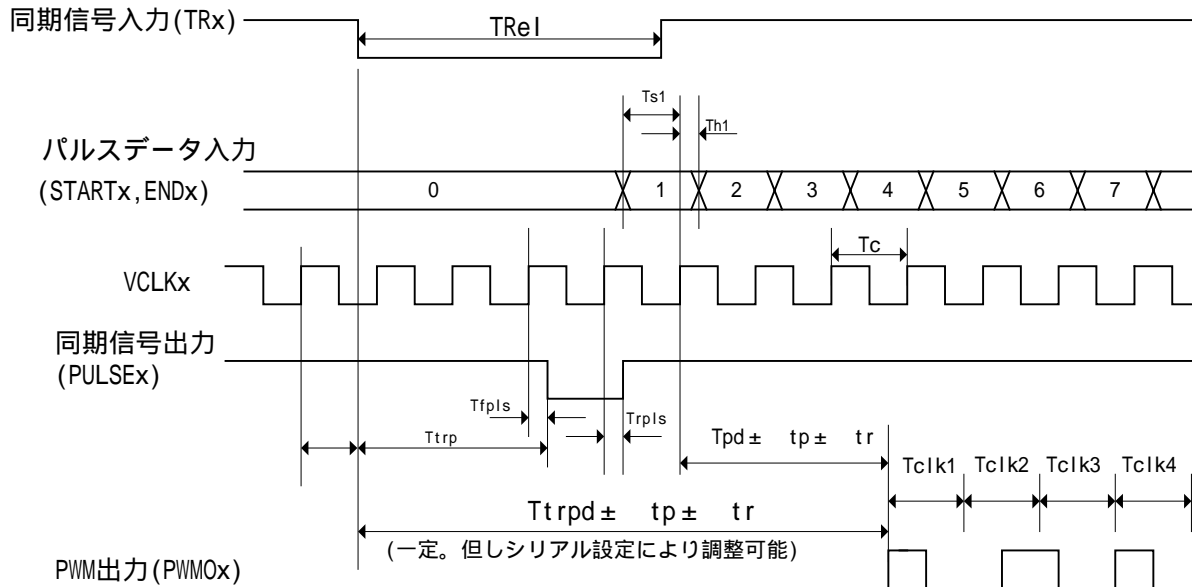 同期信号入力(TRx)
TRel
Ts1
Th1
パルスデータ入力
(STARTx,ENDx)
0 1 2 3 4 5 6 7
Tc
VCLKx
同期信号出力
(PULSEx)
Tfpls
Trpls
Ttrp
Tpd± tp± tr
Tclk1 Tclk2 Tclk3 Tclk4
Ttrpd± tp± tr
(一定。但しシリアル設定により調整可能)
PWM出力(PWMOx)